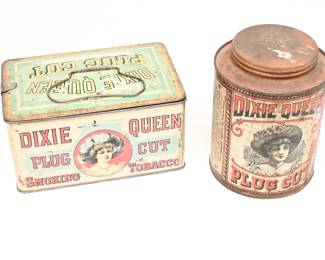 DIXIE QUEEN
PLUG CUT
DIXIE QUEEN
PLUG CUT
SMOKING TOBACCO
DIXIE QUEEN
PLUG CUT